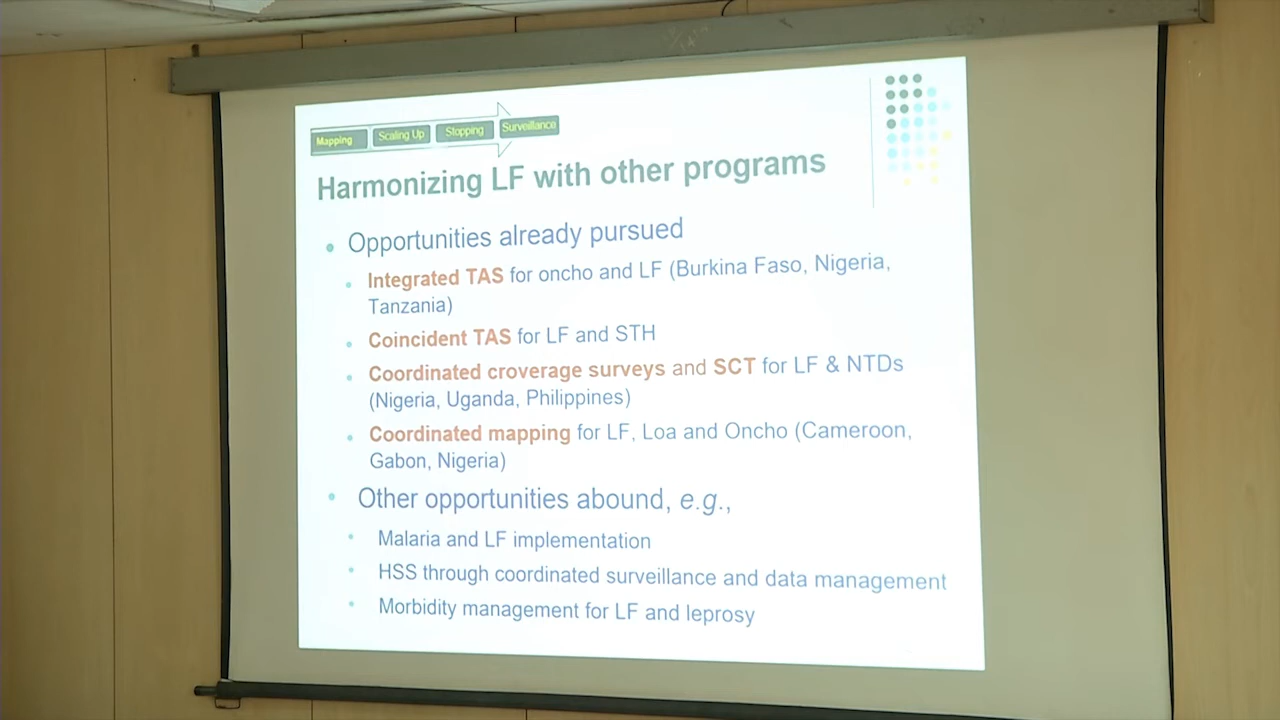 Mapping Scaling Up Stopping Surveillance
Harmonizing LF with other programs
• Opportunities already pursued
• Integrated TAS for oncho and LF (Burkina Faso, Nigeria,
Tanzania)
• Coincident TAS for LF and STH
• Coordinated croverage surveys and SCT for LF & NTDs
(Nigeria, Uganda, Philippines)
• Coordinated mapping for LF, Loa and Oncho (Cameroon,
Gabon, Nigeria)
• Other opportunities abound, e.g.,
• Malaria and LF implementation
• HSS through coordinated surveillance and data management
• Morbidity management for LF and leprosy